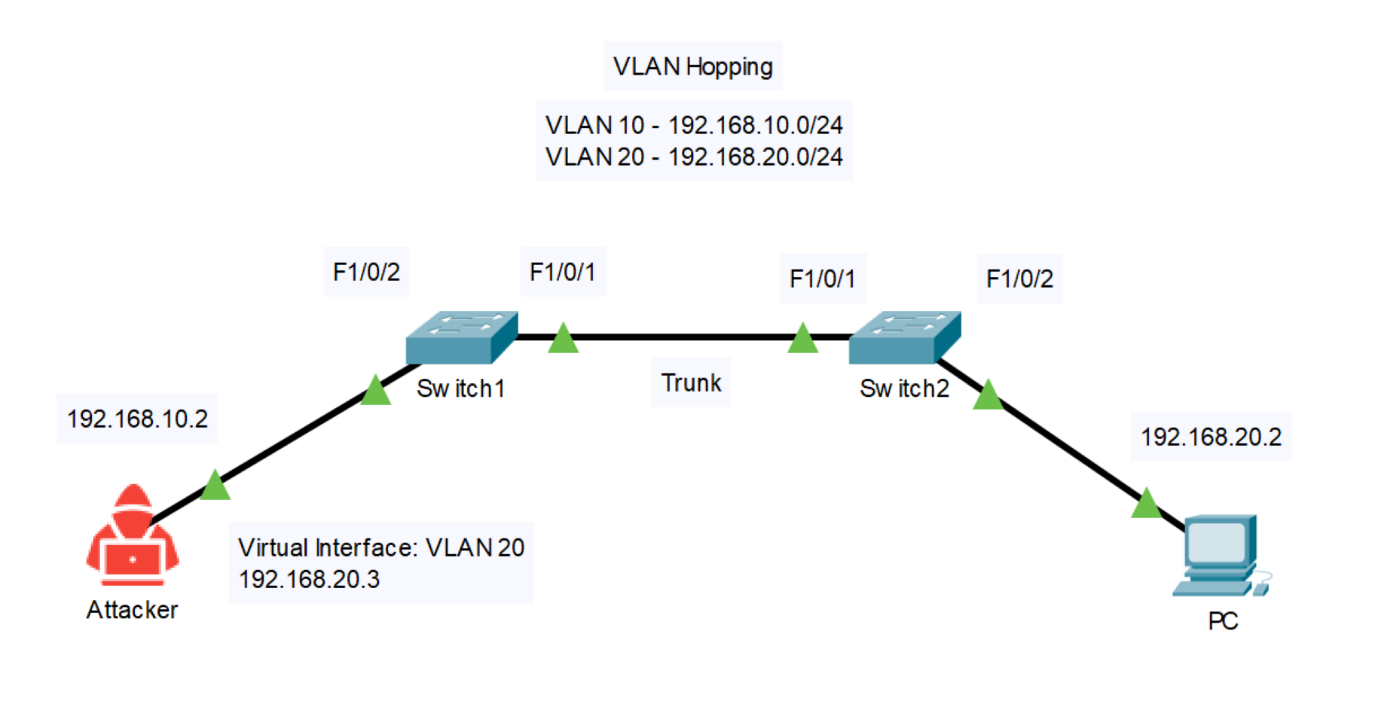 VLAN Hopping
VLAN 10 - 192.168.10.0/24
VLAN 20 - 192.168.20.0/24
F1/0/2
F1/0/1
F1/0/1
F1/0/2
Switch1
Trunk
Switch2
192.168.10.2
192.168.20.2
Virtual Interface: VLAN 20
192.168.20.3
Attacker
PC